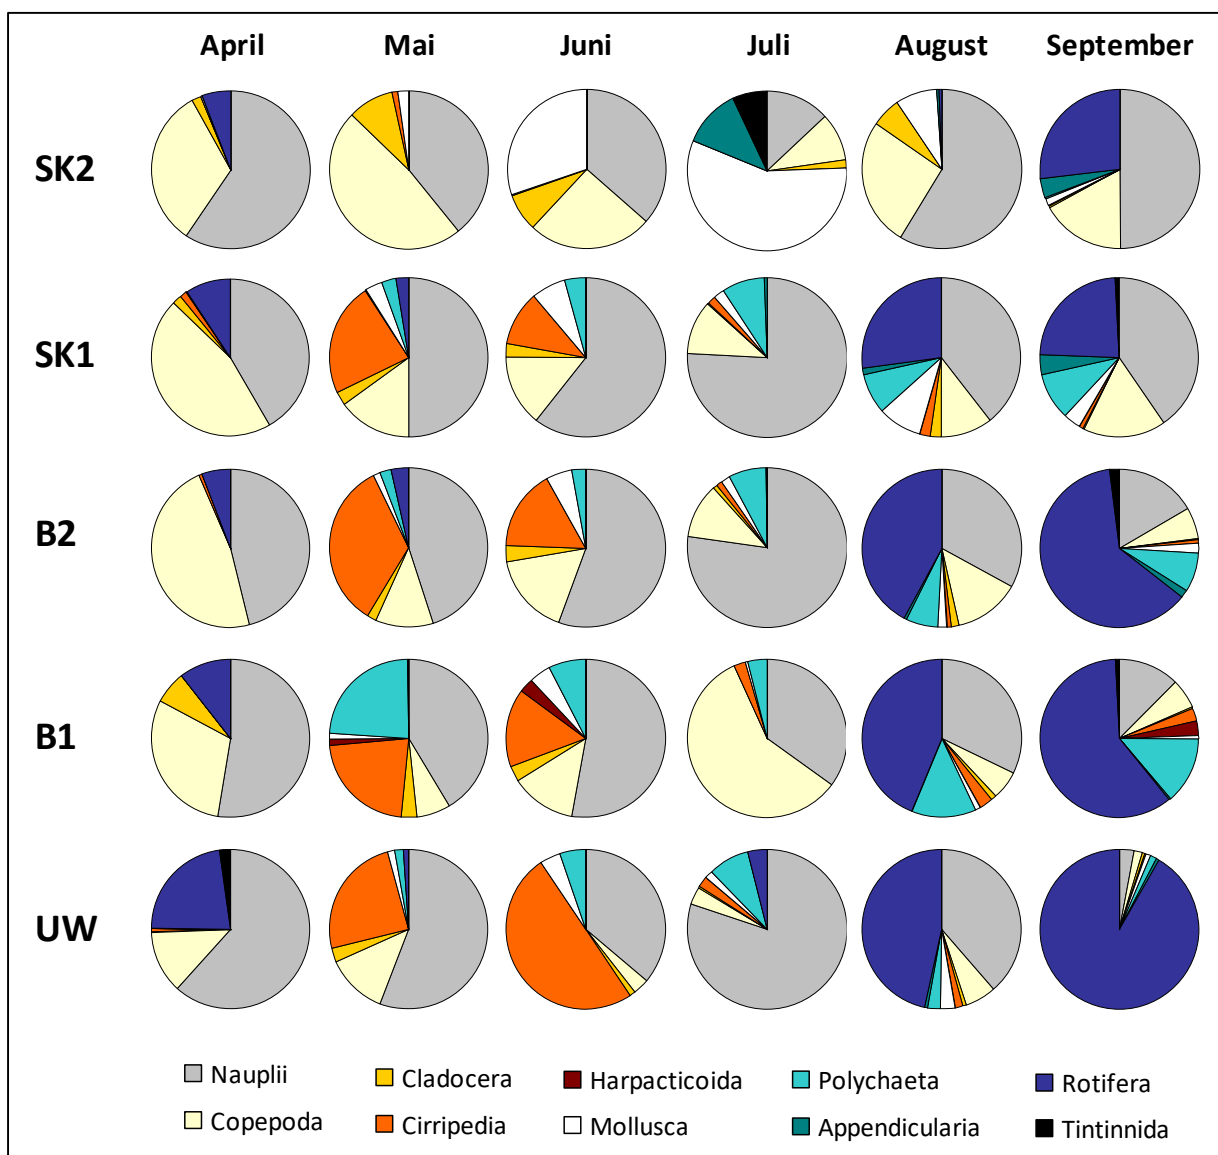 April Mai Juni Juli August September
SK2
SK1
B2
B1
UW
Nauplii Cladocera Harpacticoida Polychaeta Rotifera
Copepoda Cirripedia Mollusca Appendicularia Tintinnida